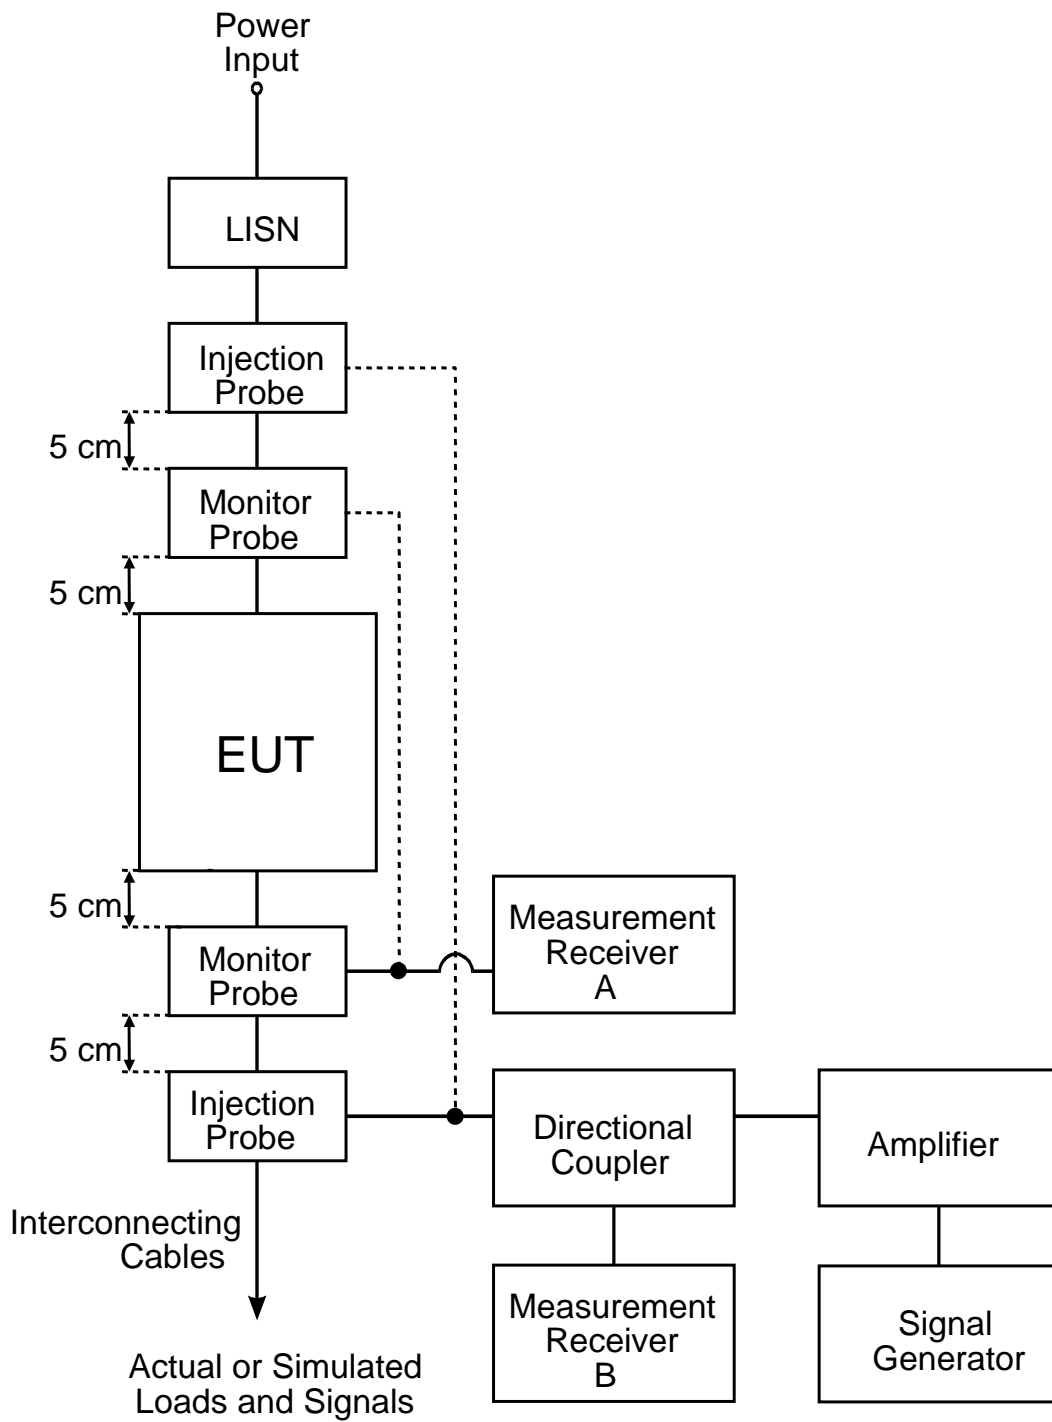 Power
Input
LISN
Injection
Probe
5 cm
Monitor
Probe
5 cm
EUT
5 cm
Monitor
Probe
5 cm
Injection
Probe
Interconnecting
Cables
Actual or Simulated
Loads and Signals
Measurement
Receiver
A
Directional
Coupler
Amplifier
Measurement
Receiver
B
Signal
Generator